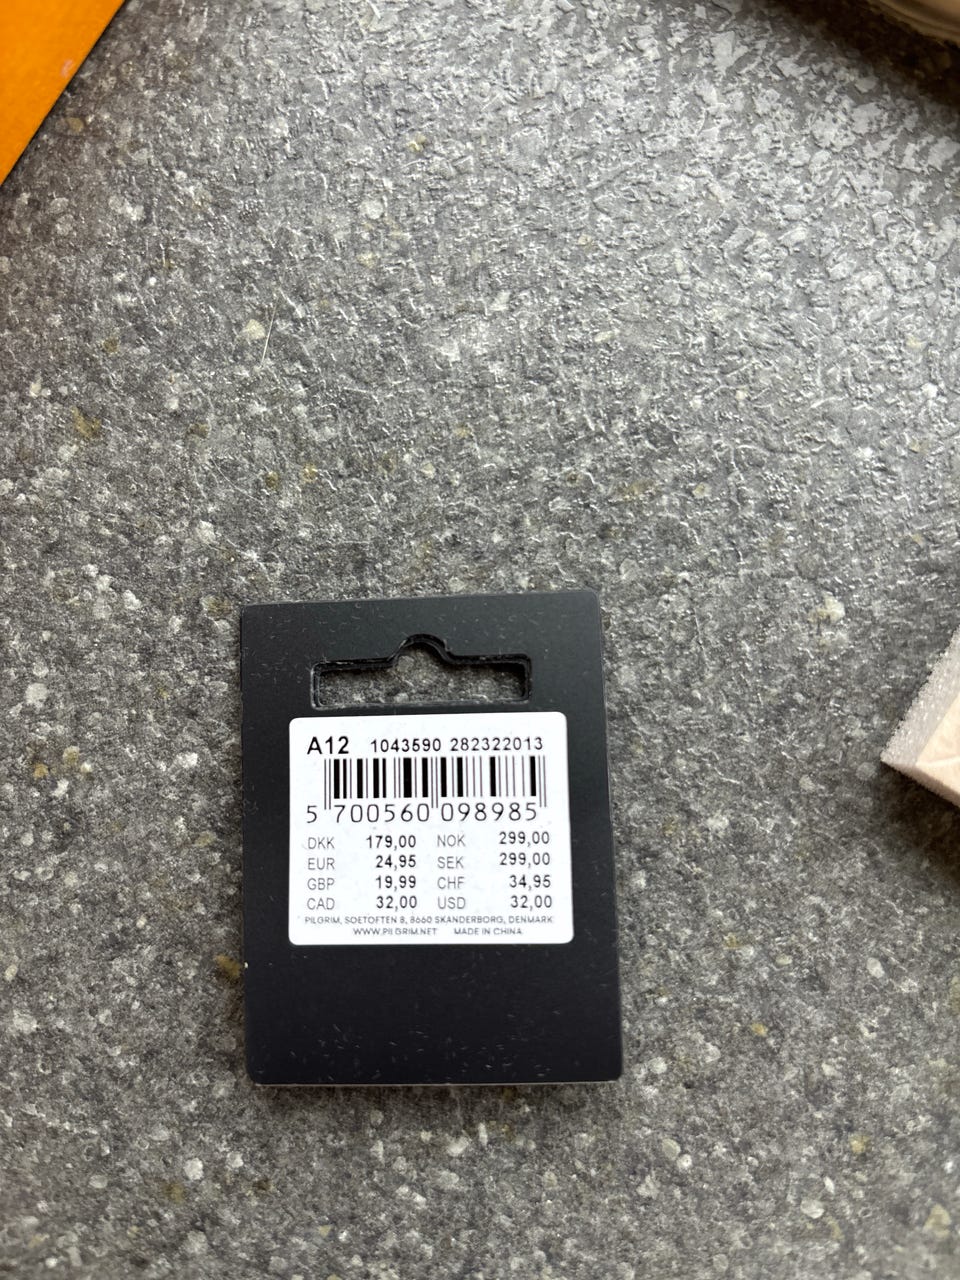 A12 1043590 282322013
5 700560 098985
DKK 179,00 NOK 299,00
EUR 24,95 SEK 299,00
GBP 19,99 CHF 34,95
CAD 32,00 USD 32,00
PILGRIM, SOETOFTEN 8, 8660 SKANDERBORG, DENMARK
WWW.PILGRIM.NET MADE IN CHINA